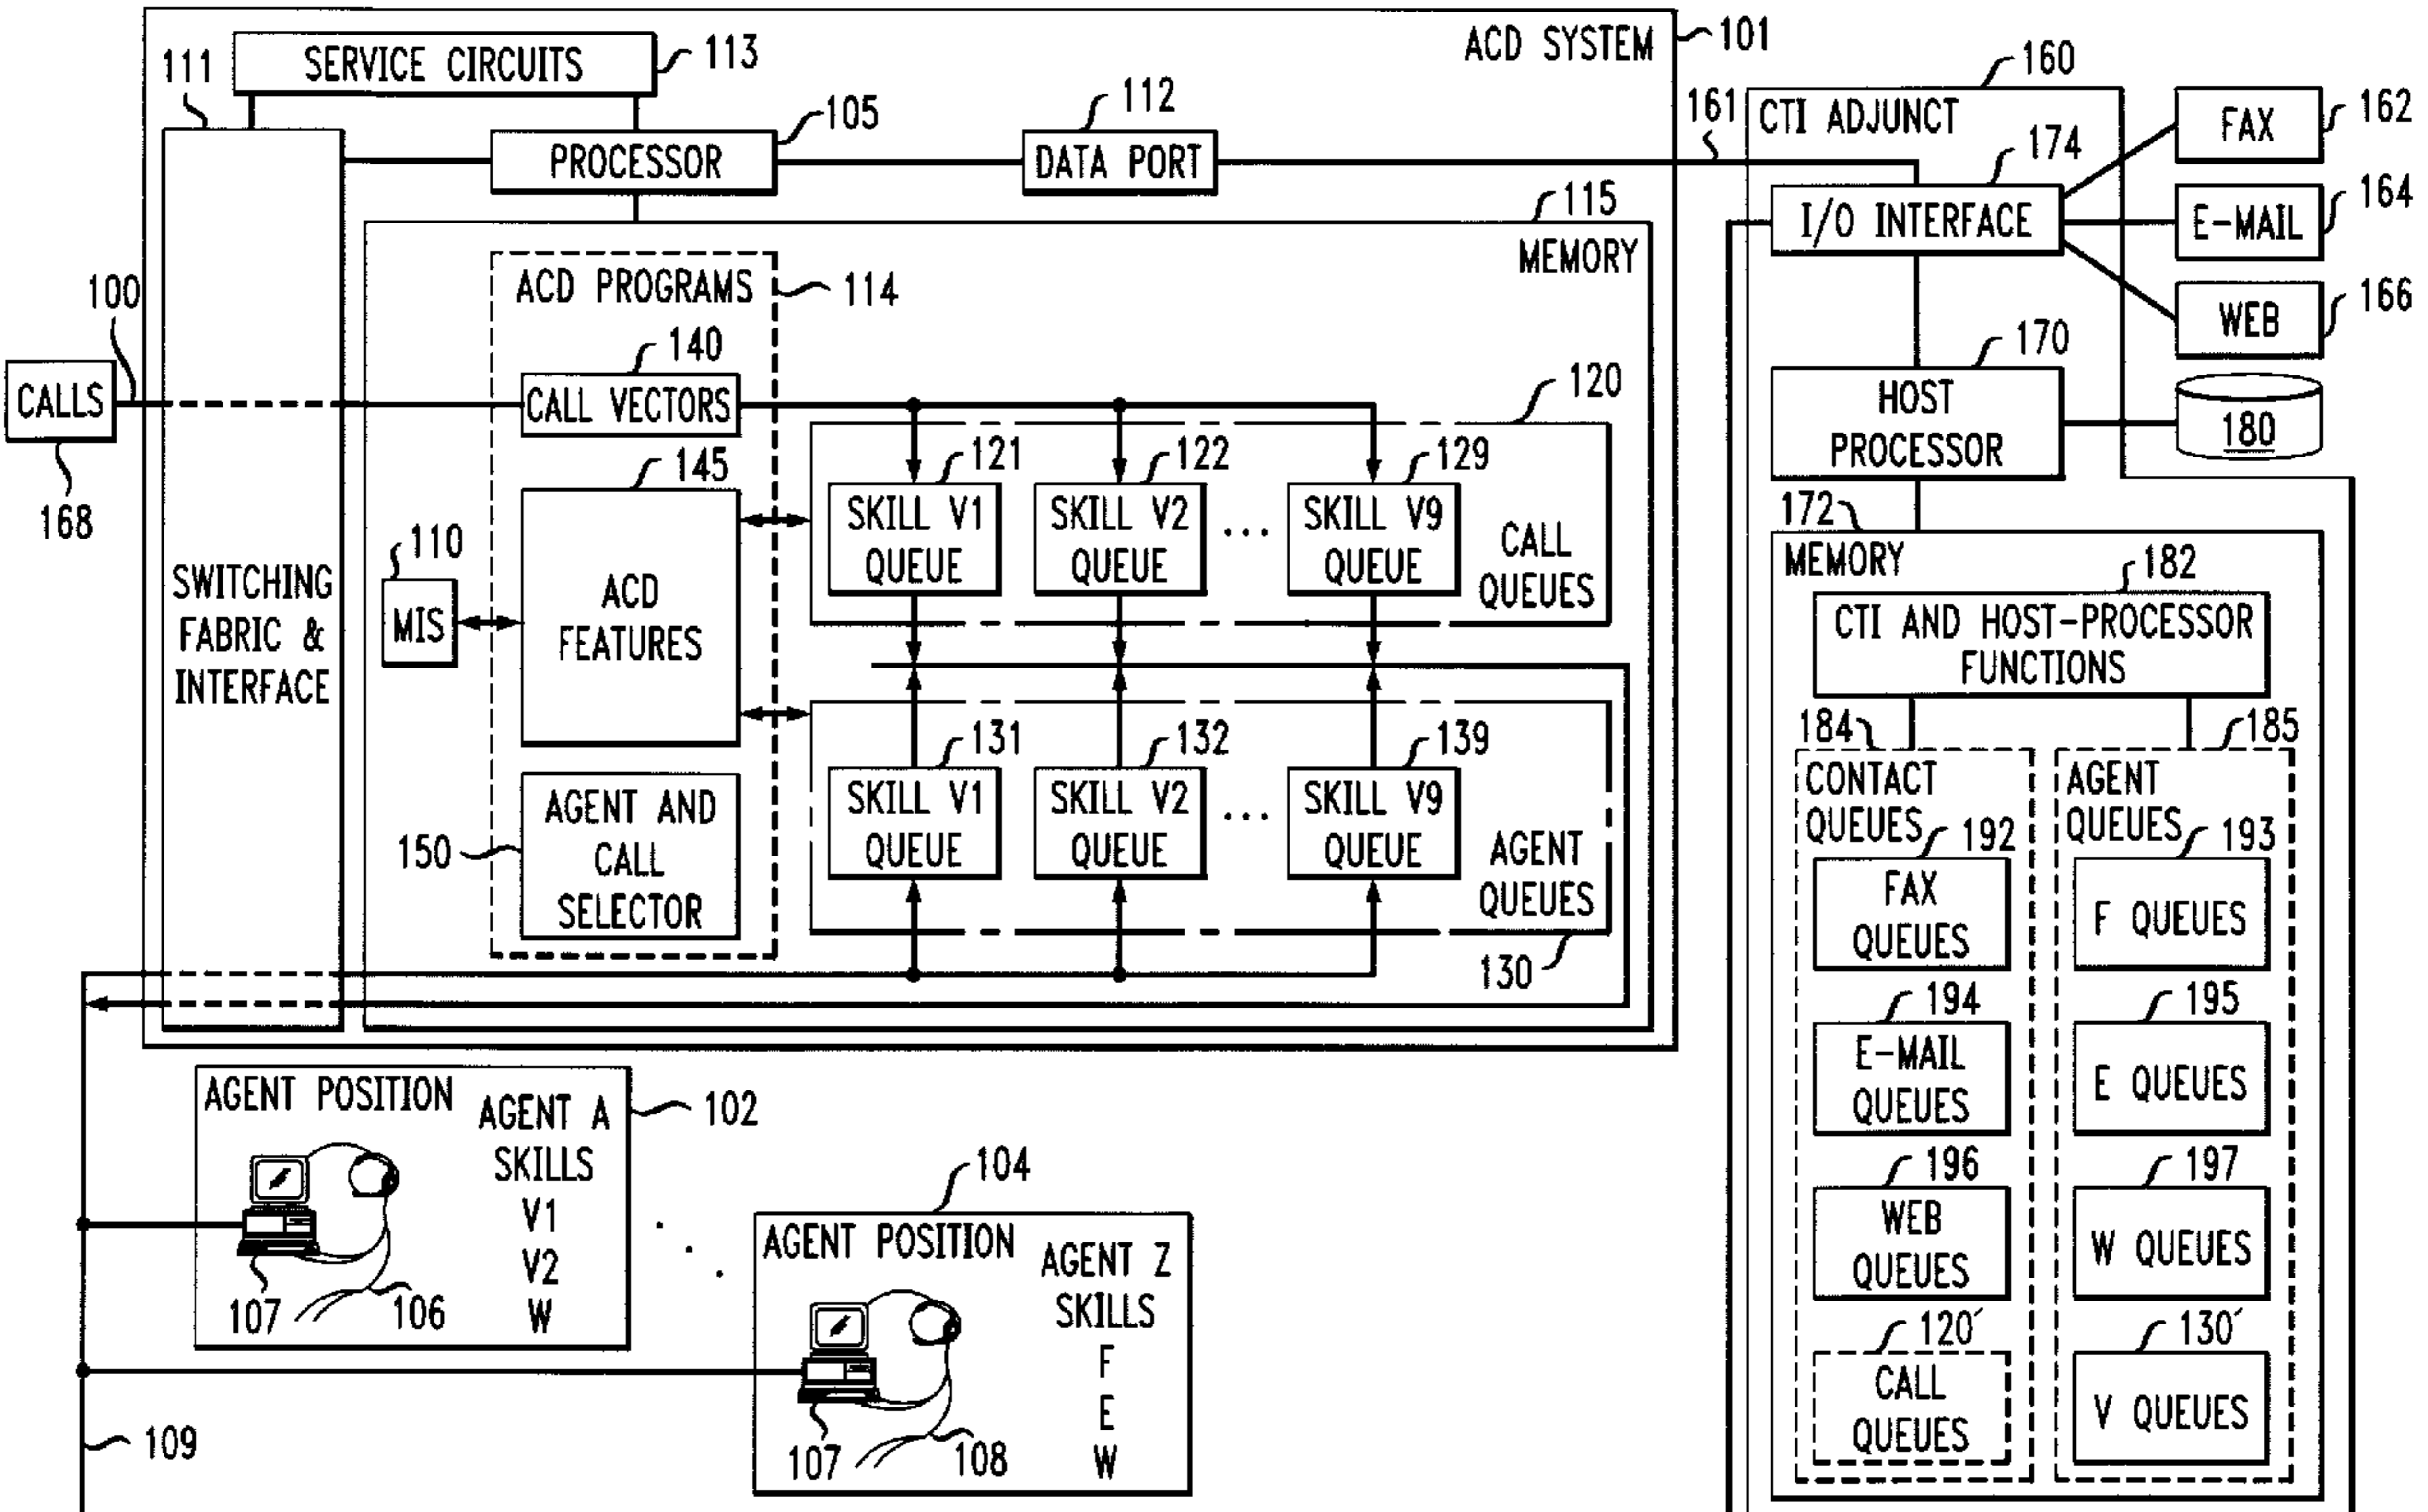 ACD SYSTEM
101
SERVICE CIRCUITS
113
111
105
PROCESSOR
112
DATA PORT
161
160
CTI ADJUNCT
174
I/O INTERFACE
FAX
162
E-MAIL
164
WEB
166
115
MEMORY
ACD PROGRAMS
114
100
CALLS
168
140
CALL VECTORS
120
145
ACD
FEATURES
110
MIS
SWITCHING
FABRIC &
INTERFACE
121
SKILL V1
QUEUE
122
SKILL V2
QUEUE
...
129
SKILL V9
QUEUE
CALL
QUEUES
131
SKILL V1
QUEUE
132
SKILL V2
QUEUE
...
139
SKILL V9
QUEUE
AGENT
QUEUES
130
150
AGENT AND
CALL
SELECTOR
170
HOST
PROCESSOR
180
172
MEMORY
182
CTI AND HOST-PROCESSOR
FUNCTIONS
184
CONTACT
QUEUES
192
FAX
QUEUES
194
E-MAIL
QUEUES
196
WEB
QUEUES
120′
CALL
QUEUES
185
AGENT
QUEUES
193
F QUEUES
195
E QUEUES
197
W QUEUES
130′
V QUEUES
AGENT POSITION
102
AGENT A
SKILLS
V1
V2
W
107
106
104
AGENT POSITION
AGENT Z
SKILLS
F
E
W
107
108
109